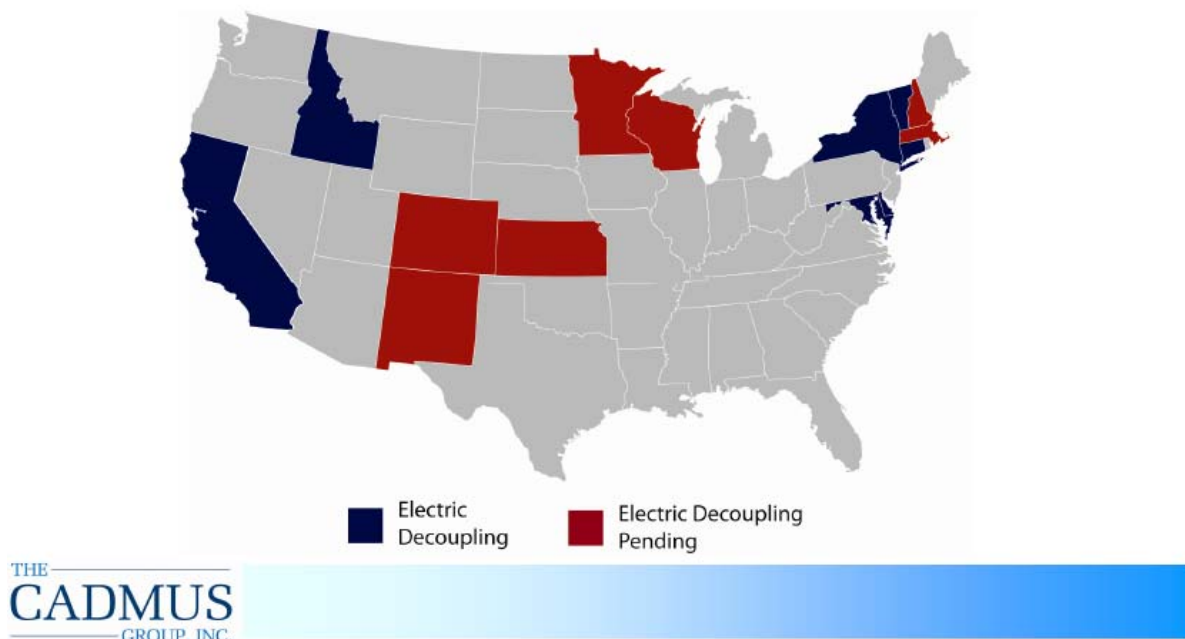 Electric
Decoupling
Electric Decoupling
Pending
THE
CADMUS
GROUP, INC.